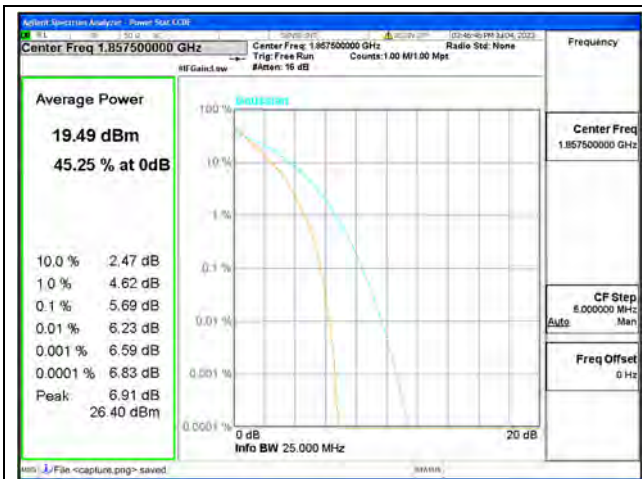 Agilent Spectrum Analyzer - Power Stat CCDF
Center Freq 1.857500000 GHz
Center Freq: 1.857500000 GHz
Radio Std: None
Trig: Free Run
Counts:1.00 M/1.00 Mpt
#IFGain:Low
#Atten: 16 dB
Frequency
Average Power
19.49 dBm
45.25 % at 0dB
10.0 % 2.47 dB
1.0 % 4.62 dB
0.1 % 5.69 dB
0.01 % 6.23 dB
0.001 % 6.59 dB
0.0001 % 6.83 dB
Peak 6.91 dB
26.40 dBm
Gaussian
100 %
10 %
1 %
0.1 %
0.01 %
0.001 %
0.0001 %
0 dB
20 dB
Info BW 25.000 MHz
Center Freq
1.857500000 GHz
CF Step
6.000000 MHz
Auto Man
Freq Offset
0 Hz
MSG File <capture.png> saved
STATUS